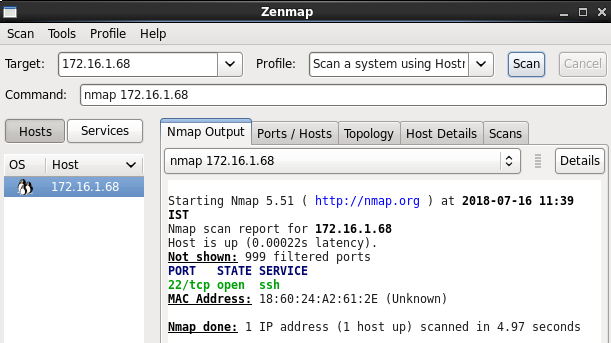 Zenmap
Scan Tools Profile Help
Target: 172.16.1.68 Profile: Scan a system using Hostn Scan Cancel
Command: nmap 172.16.1.68
Hosts Services
Nmap Output Ports / Hosts Topology Host Details Scans
OS Host
172.16.1.68
nmap 172.16.1.68 Details
Starting Nmap 5.51 ( http://nmap.org ) at 2018-07-16 11:39
IST
Nmap scan report for 172.16.1.68
Host is up (0.00022s latency).
Not shown: 999 filtered ports
PORT STATE SERVICE
22/tcp open ssh
MAC Address: 18:60:24:A2:61:2E (Unknown)
Nmap done: 1 IP address (1 host up) scanned in 4.97 seconds